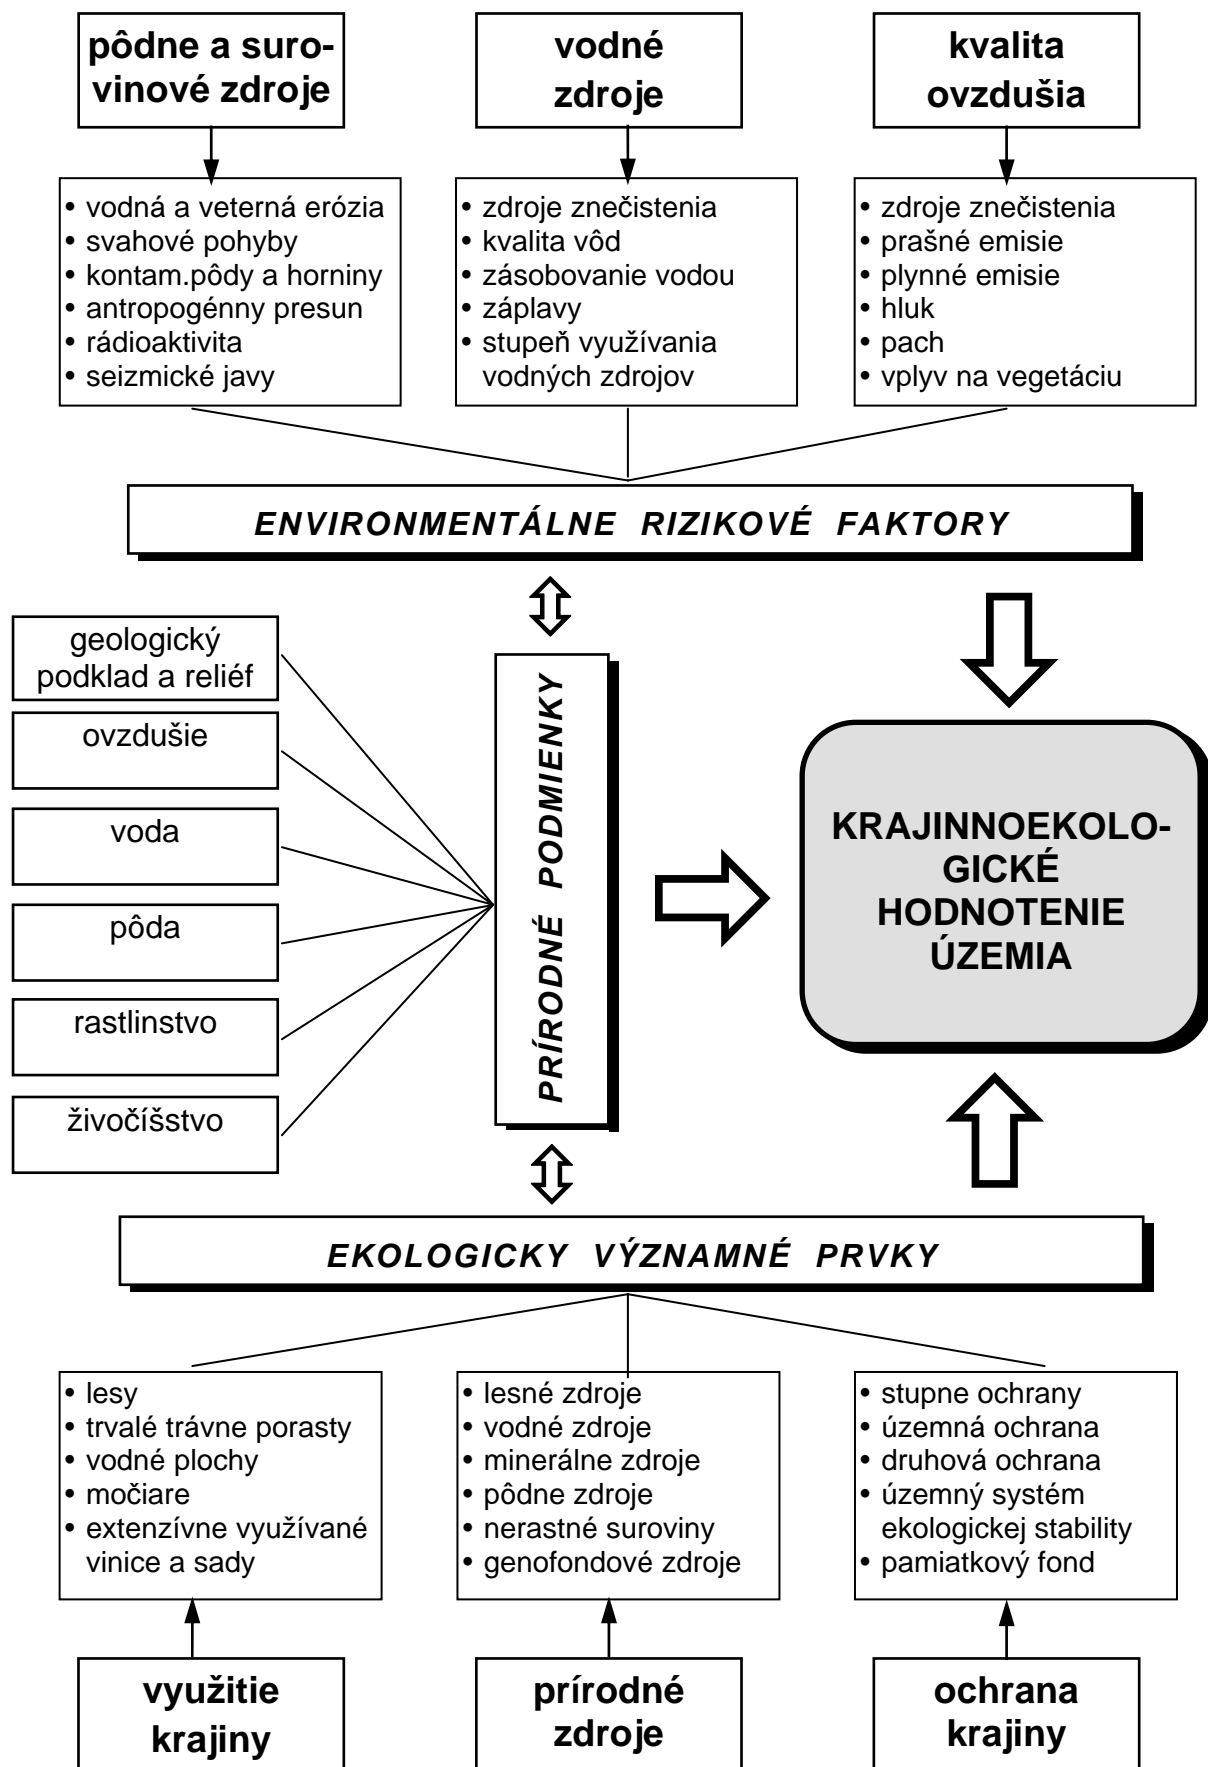 pôdne a suro-
vinové zdroje
vodné
zdroje
kvalita
ovzdušia
• vodná a veterná erózia
• svahové pohyby
• kontam.pôdy a horniny
• antropogénny presun
• rádioaktivita
• seizmické javy
• zdroje znečistenia
• kvalita vôd
• zásobovanie vodou
• záplavy
• stupeň využívania
vodných zdrojov
• zdroje znečistenia
• prašné emisie
• plynné emisie
• hluk
• pach
• vplyv na vegetáciu
ENVIRONMENTÁLNE RIZIKOVÉ FAKTORY
geologický
podklad a reliéf
ovzdušie
voda
pôda
rastlinstvo
živočíšstvo
PRÍRODNÉ PODMIENKY
KRAJINNOEKOLO-
GICKÉ
HODNOTENIE
ÚZEMIA
EKOLOGICKY VÝZNAMNÉ PRVKY
• lesy
• trvalé trávne porasty
• vodné plochy
• močiare
• extenzívne využívané
vinice a sady
• lesné zdroje
• vodné zdroje
• minerálne zdroje
• pôdne zdroje
• nerastné suroviny
• genofondové zdroje
• stupne ochrany
• územná ochrana
• druhová ochrana
• územný systém
ekologickej stability
• pamiatkový fond
využitie
krajiny
prírodné
zdroje
ochrana
krajiny